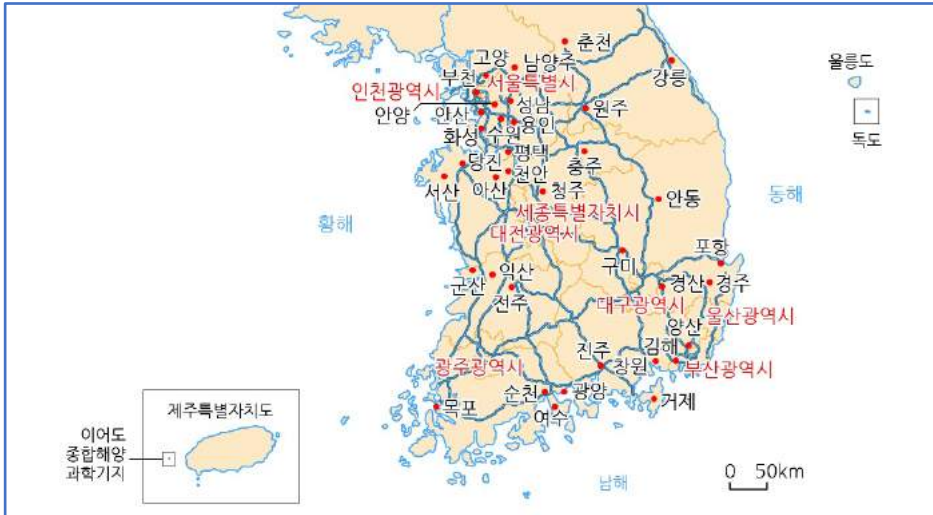 춘천
고양
남양주
강릉
울릉도
부천
서울특별시
인천광역시
성남
안양
안산
원주
독도
화성
수원
용인
평택
당진
천안
충주
서산
아산
청주
안동
동해
세종특별자치시
황해
대전광역시
포항
구미
익산
군산
경산
경주
전주
대구광역시
울산광역시
양산
진주
김해
광주광역시
창원
부산광역시
순천
광양
거제
목포
여수
제주특별자치도
이어도
종합해양
과학기지
0 50km
남해